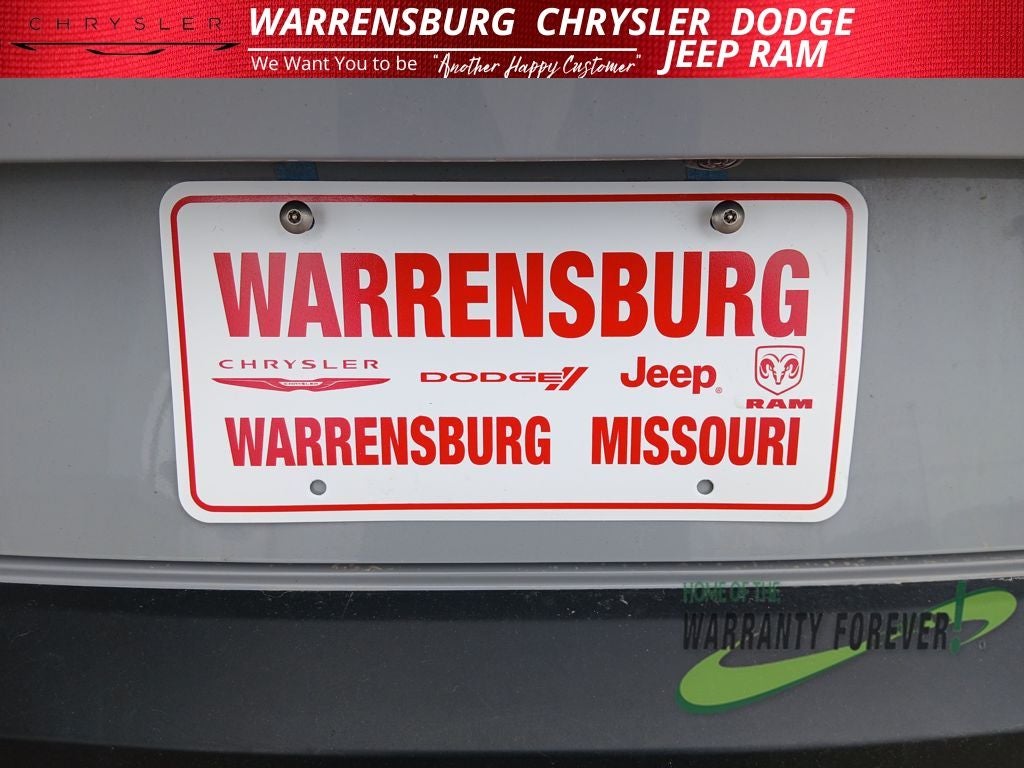 CHRYSLER
WARRENSBURG CHRYSLER DODGE
JEEP RAM
We Want You to be "Another Happy Customer"
WARRENSBURG
CHRYSLER
DODGE Jeep®
RAM
WARRENSBURG MISSOURI
HOME OF THE
WARRANTY FOREVER!®